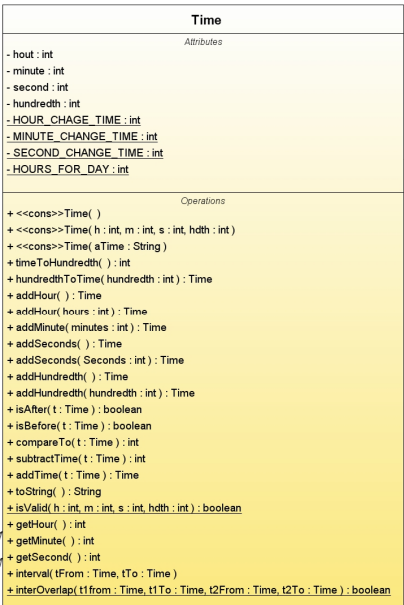 Time
Attributes
- hout : int
- minute : int
- second : int
- hundredth : int
- HOUR_CHAGE_TIME : int
- MINUTE_CHANGE_TIME : int
- SECOND_CHANGE_TIME : int
- HOURS_FOR_DAY : int
Operations
+ <<cons>>Time( )
+ <<cons>>Time( h : int, m : int, s : int, hdth : int )
+ <<cons>>Time( aTime : String )
+ timeToHundredth( ) : int
+ hundredthToTime( hundredth : int ) : Time
+ addHour( ) : Time
+ addHour( hours : int ) : Time
+ addMinute( minutes : int ) : Time
+ addSeconds( ) : Time
+ addSeconds( Seconds : int ) : Time
+ addHundredth( ) : Time
+ addHundredth( hundredth : int ) : Time
+ isAfter( t : Time ) : boolean
+ isBefore( t : Time ) : boolean
+ compareTo( t : Time ) : int
+ subtractTime( t : Time ) : int
+ addTime( t : Time ) : Time
+ toString( ) : String
+ isValid( h : int, m : int, s : int, hdth : int ) : boolean
+ getHour( ) : int
+ getMinute( ) : int
+ getSecond( ) : int
+ interval( tFrom : Time, tTo : Time )
+ interOverlap( t1from : Time, t1To : Time, t2From : Time, t2To : Time ) : boolean